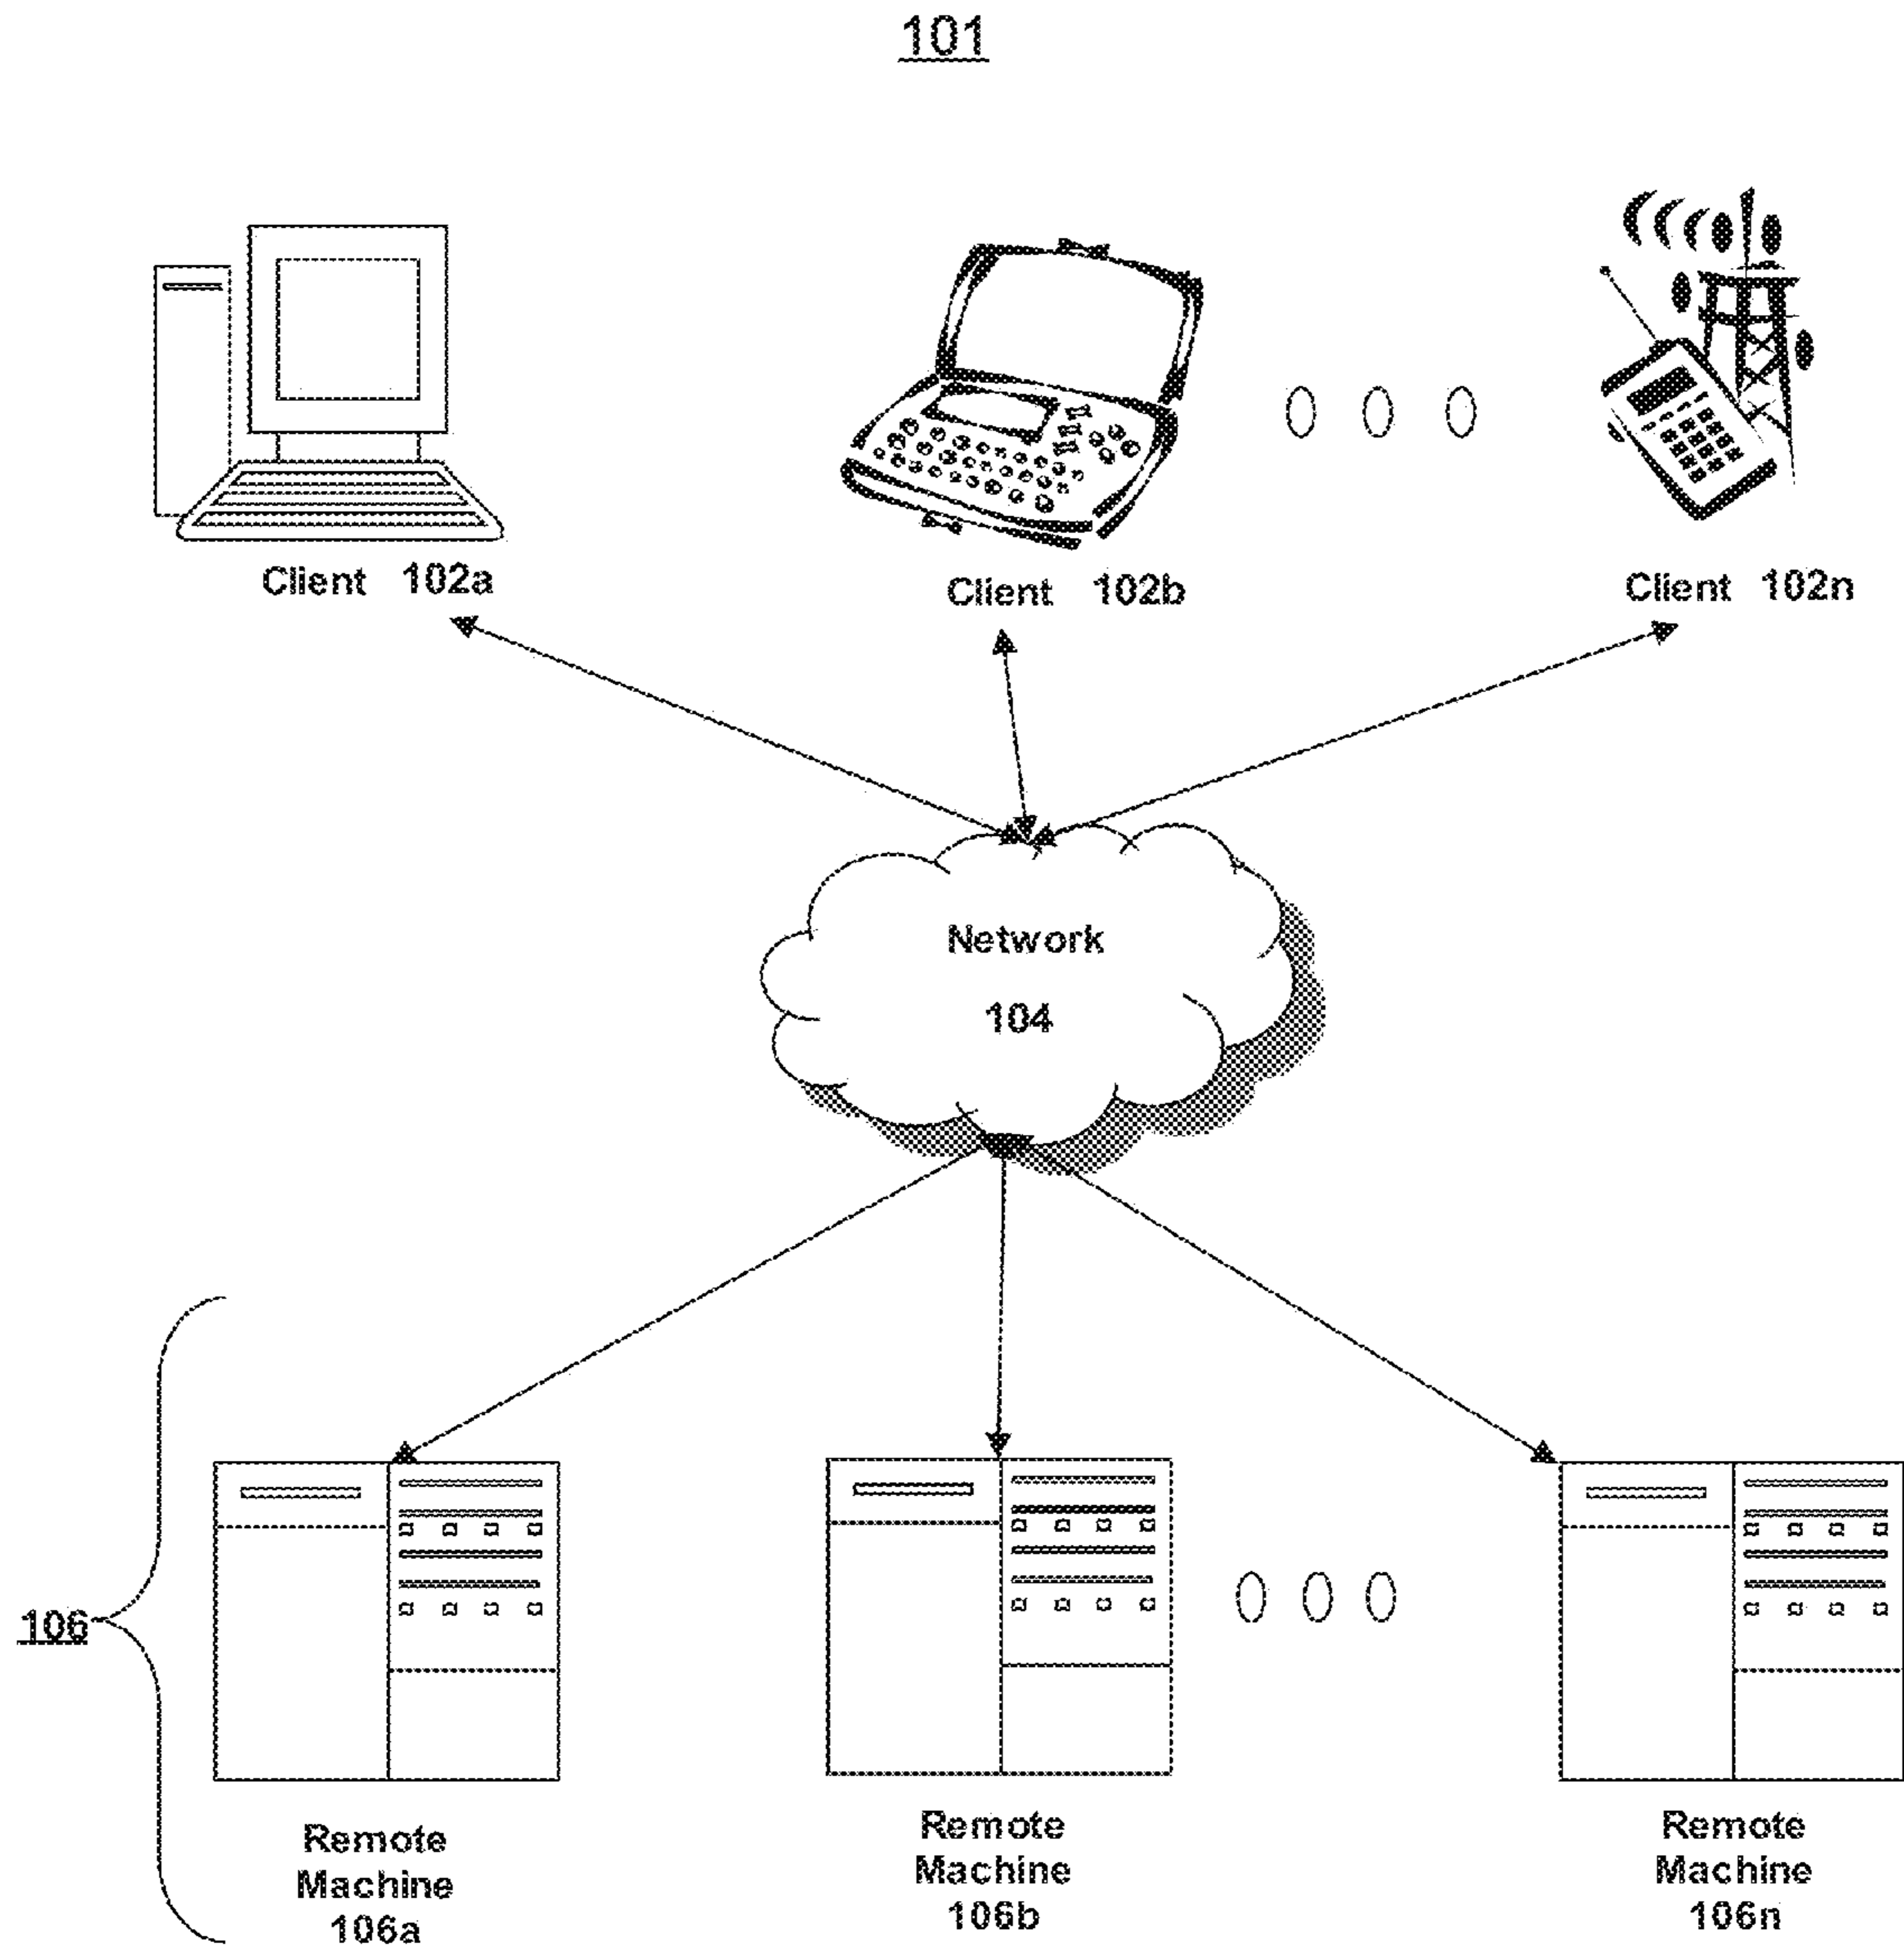 101
Client 102a
Client 102b
Client 102n
Network
104
106
Remote
Machine
106a
Remote
Machine
106b
Remote
Machine
106n